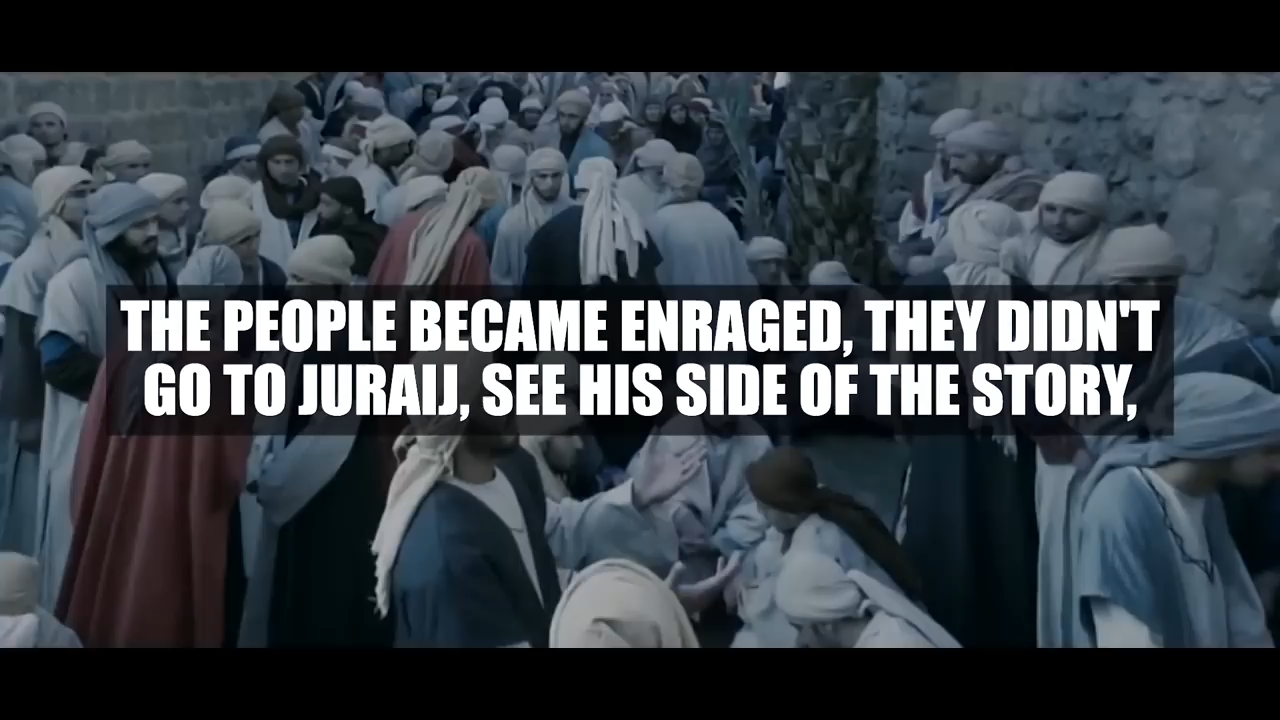 THE PEOPLE BECAME ENRAGED, THEY DIDN'T
GO TO JURAIJ, SEE HIS SIDE OF THE STORY,